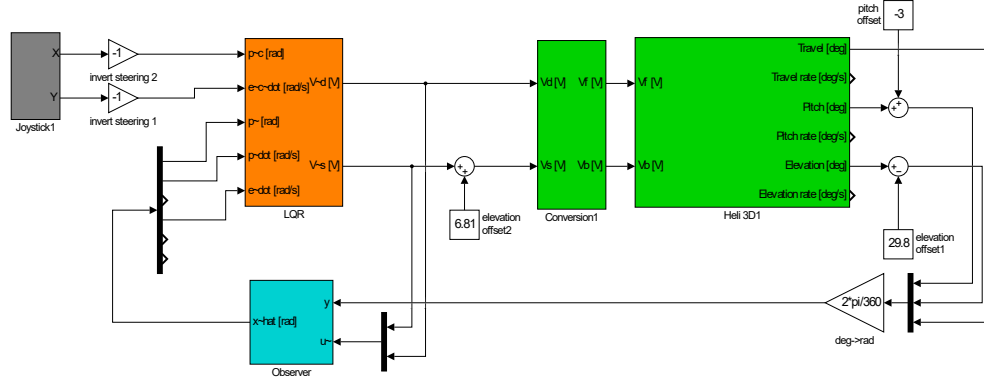 pitch
offset
-3
X
Y
Joystick1
-1
invert steering 2
-1
invert steering 1
p~c [rad]
e~c~dot [rad/s]
p~ [rad]
p~dot [rad/s]
e~dot [rad/s]
V~d [V]
V~s [V]
LQR
6.81
elevation
offset2
Vd [V]
Vs [V]
Vf [V]
Vb [V]
Conversion1
Vf [V]
Vb [V]
Travel [deg]
Travel rate [deg/s]
Pitch [deg]
Pitch rate [deg/s]
Elevation [deg]
Elevation rate [deg/s]
Heli 3D1
+
+
+
+
+
−
29.8
elevation
offset1
2*pi/360
deg->rad
x~hat [rad]
y
u~
Observer